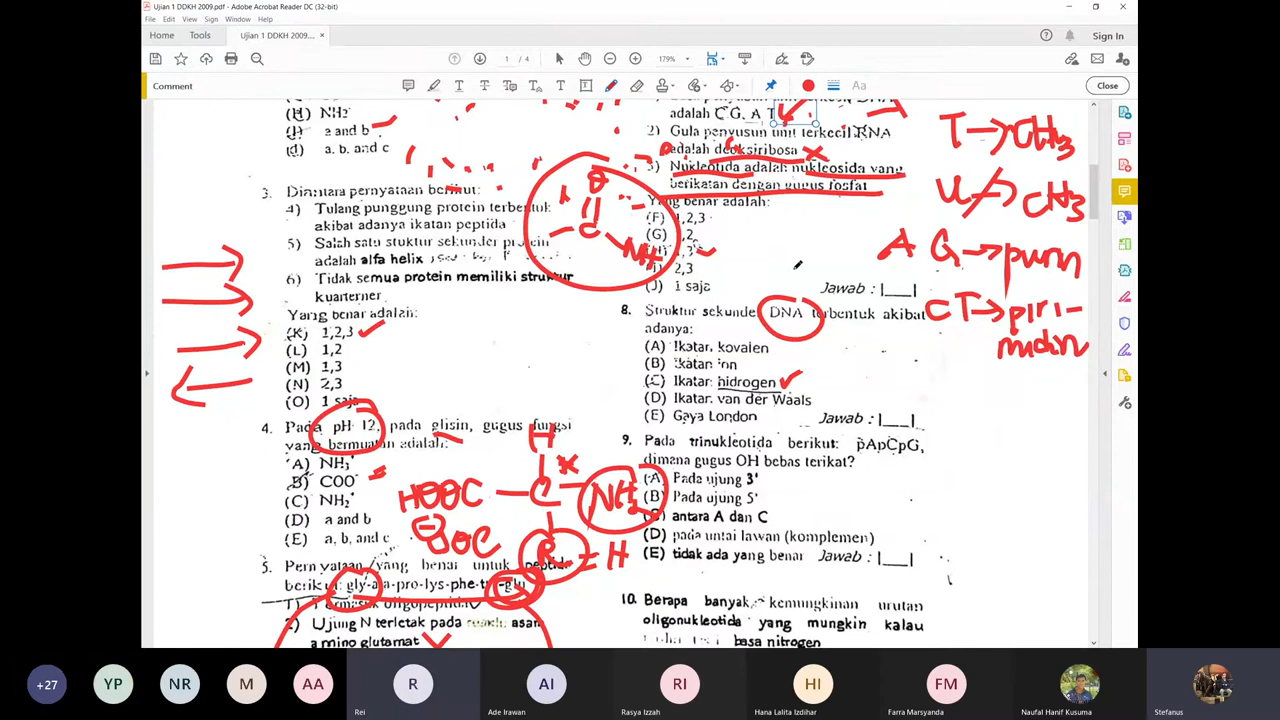 Ujian 1 DDKH 2009.pdf - Adobe Acrobat Reader DC (32-bit)
File Edit View Sign Window Help
Home Tools Ujian 1 DDKH 2009.... × Sign In
1 / 4 179%
Comment Close
NH₂
a and b
(d) a. b. and c
3. Diantara pernyataan berikut:
4) Tulang punggung protein terbentuk
akibat adanya ikatan peptida
5) Salah satu stuktur sekunder protein
adalah alfa helix
6) Tidak semua protein memiliki struktur
kuarterner
Yang benar adalah:
(K) 1,2,3
(L) 1,2
(M) 1,3
(N) 2,3
(O) 1 saja
4. Pada pH 12, pada glisin, gugus fungsi
yang bermuatan adalah:
(B) COO⁻
(C) NH₂
(D) a and b
(E) a, b, and c
5. Pernyataan yang benar untuk peptida
berikut: gly-ala-pro-lys-phe-
1) Termasuk oligopeptida
2) Ujung N terletak pada asam
amino glutamat
O
C
H
HOOC C
⊖OOC
R = H
adalah C G, A T
2) Gula penyusun unit terkecil RNA
adalah deoksiribosa
3) Nukleotida adalah nukleosida yang
berikatan dengan gugus fosfat
Yang benar adalah:
(F) 1,2,3
(G) 1,2
1,3
2,3
(J) 1 saja
Jawab : |___|
8. Struktur sekunder DNA terbentuk akibat
adanya:
(A) Ikatan kovalen
(B) Ikatan ion
(C) Ikatan hidrogen
(D) Ikatan van der Waals
(E) Gaya London Jawab : |___|
9. Pada trinukleotida berikut: pApCpG,
dimana gugus OH bebas terikat?
(A) Pada ujung 3'
(B) Pada ujung 5'
(C) antara A dan C
(D) pada untai lawan (komplemen)
(E) tidak ada yang benar Jawab : |___|
10. Berapa banyak kemungkinan urutan
oligonukleotida yang mungkin kalau
basa nitrogen
T → CH3
U CH3
A G → purin
CT → piri-
midin
+27 YP NR M AA R AI RI HI FM
Rei Ade Irawan Rasya Izzah Hana Lalita Izdihar Farra Marsyanda Naufal Hanif Kusuma Stefanus